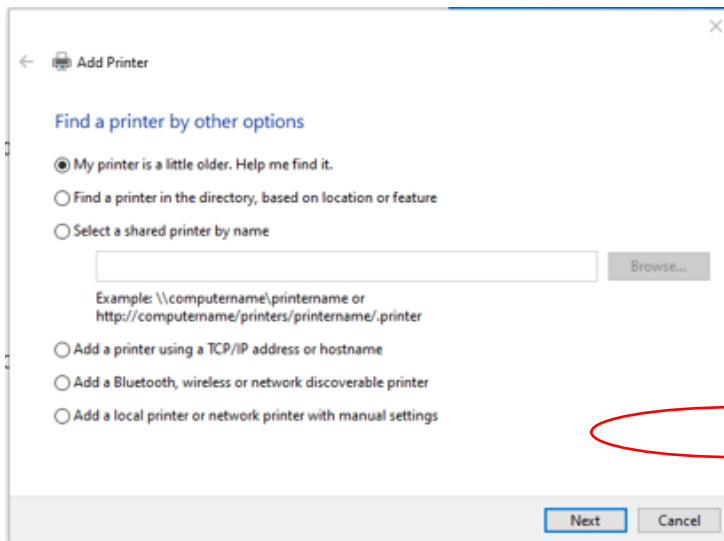 Add Printer
Find a printer by other options
My printer is a little older. Help me find it.
Find a printer in the directory, based on location or feature
Select a shared printer by name
Browse...
Example: \\computername\printername or
http://computername/printers/printername/.printer
Add a printer using a TCP/IP address or hostname
Add a Bluetooth, wireless or network discoverable printer
Add a local printer or network printer with manual settings
Next Cancel